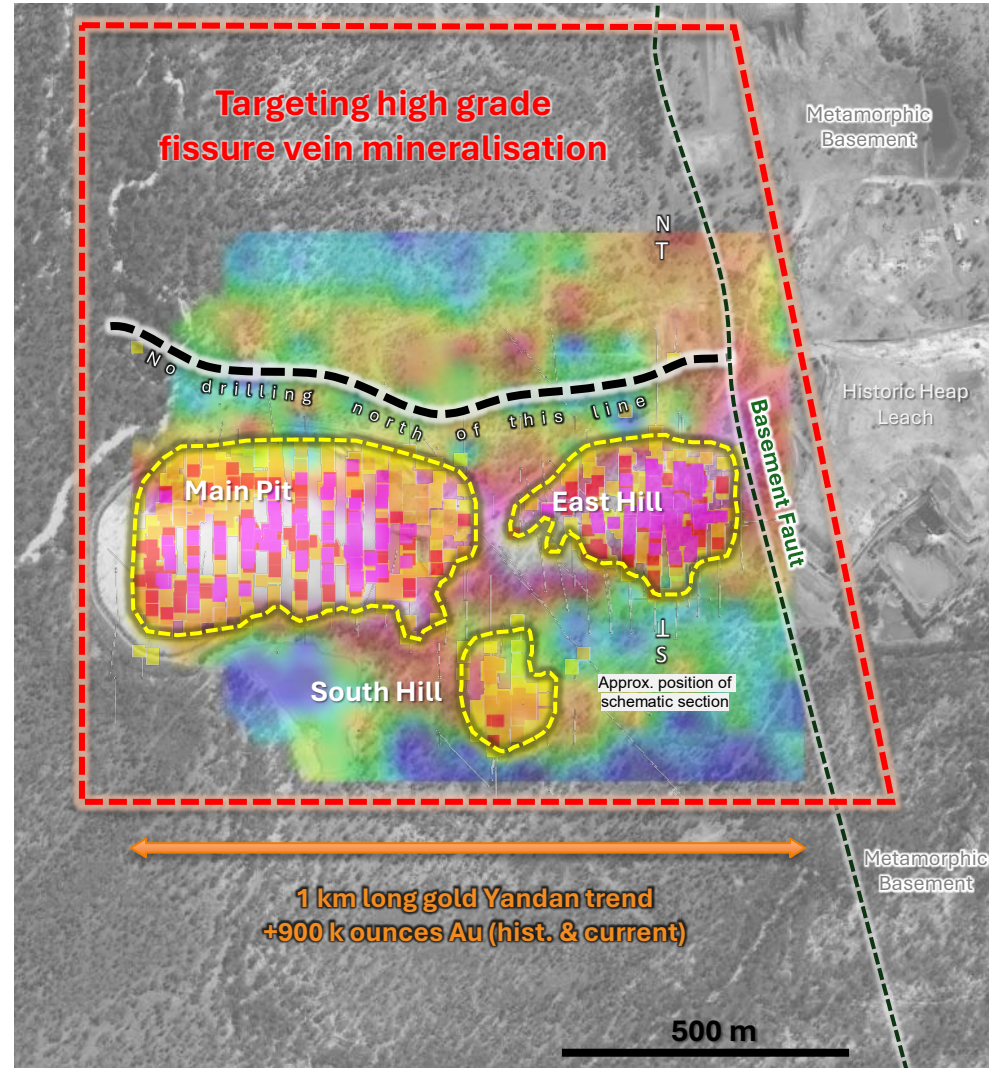 Targeting high grade
fissure vein mineralisation
Metamorphic
Basement
N
T
No drilling north of this line
Historic Heap
Leach
Basement Fault
Main Pit
East Hill
South Hill
T
S
Approx. position of
schematic section
1 km long gold Yandan trend
+900 k ounces Au (hist. & current)
Metamorphic
Basement
500 m